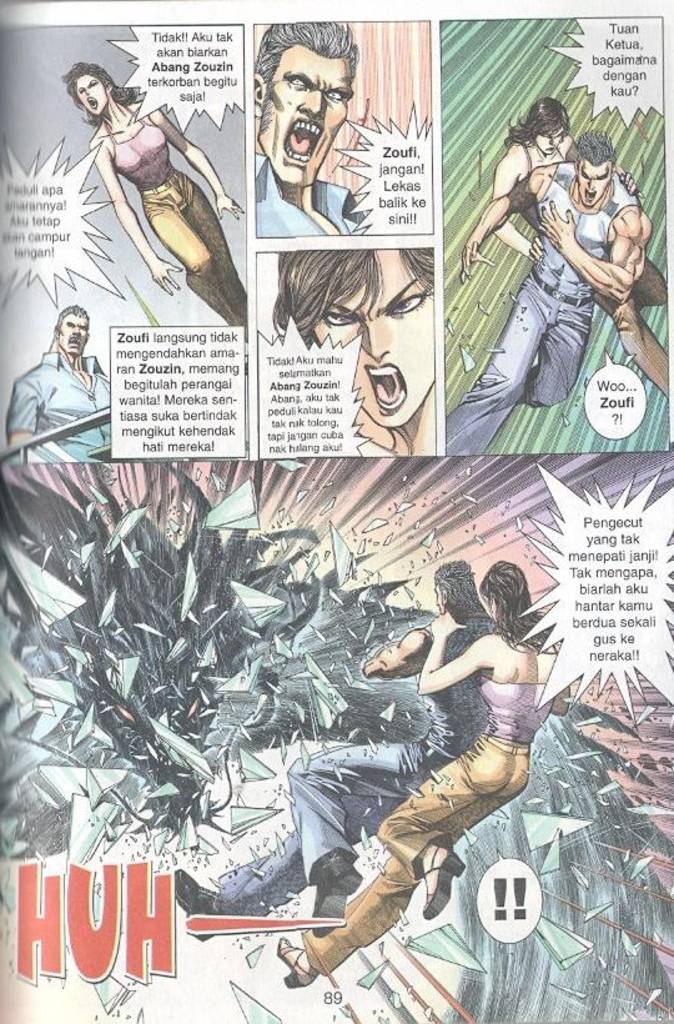 Tidak!! Aku tak
akan biarkan
Abang Zouzin
terkorban begitu
saja!
Peduli apa
amarannya!
Aku tetap
akan campur
tangan!
Zoufi langsung tidak
mengendahkan ama-
ran Zouzin, memang
begitulah perangai
wanita! Mereka sen-
tiasa suka bertindak
mengikut kehendak
hati mereka!
Zoufi,
jangan!
Lekas
balik ke
sini!!
Tidak! Aku mahu
selamatkan
Abang Zouzin!
Abang, aku tak
peduli kalau kau
tak nak tolong,
tapi jangan cuba
nak halang aku!
Tuan
Ketua,
bagaimana
dengan
kau?
Woo...
Zoufi
?!
Pengecut
yang tak
menepati janji!
Tak mengapa,
biarlah aku
hantar kamu
berdua sekali
gus ke
neraka!!
HUH
!!
89